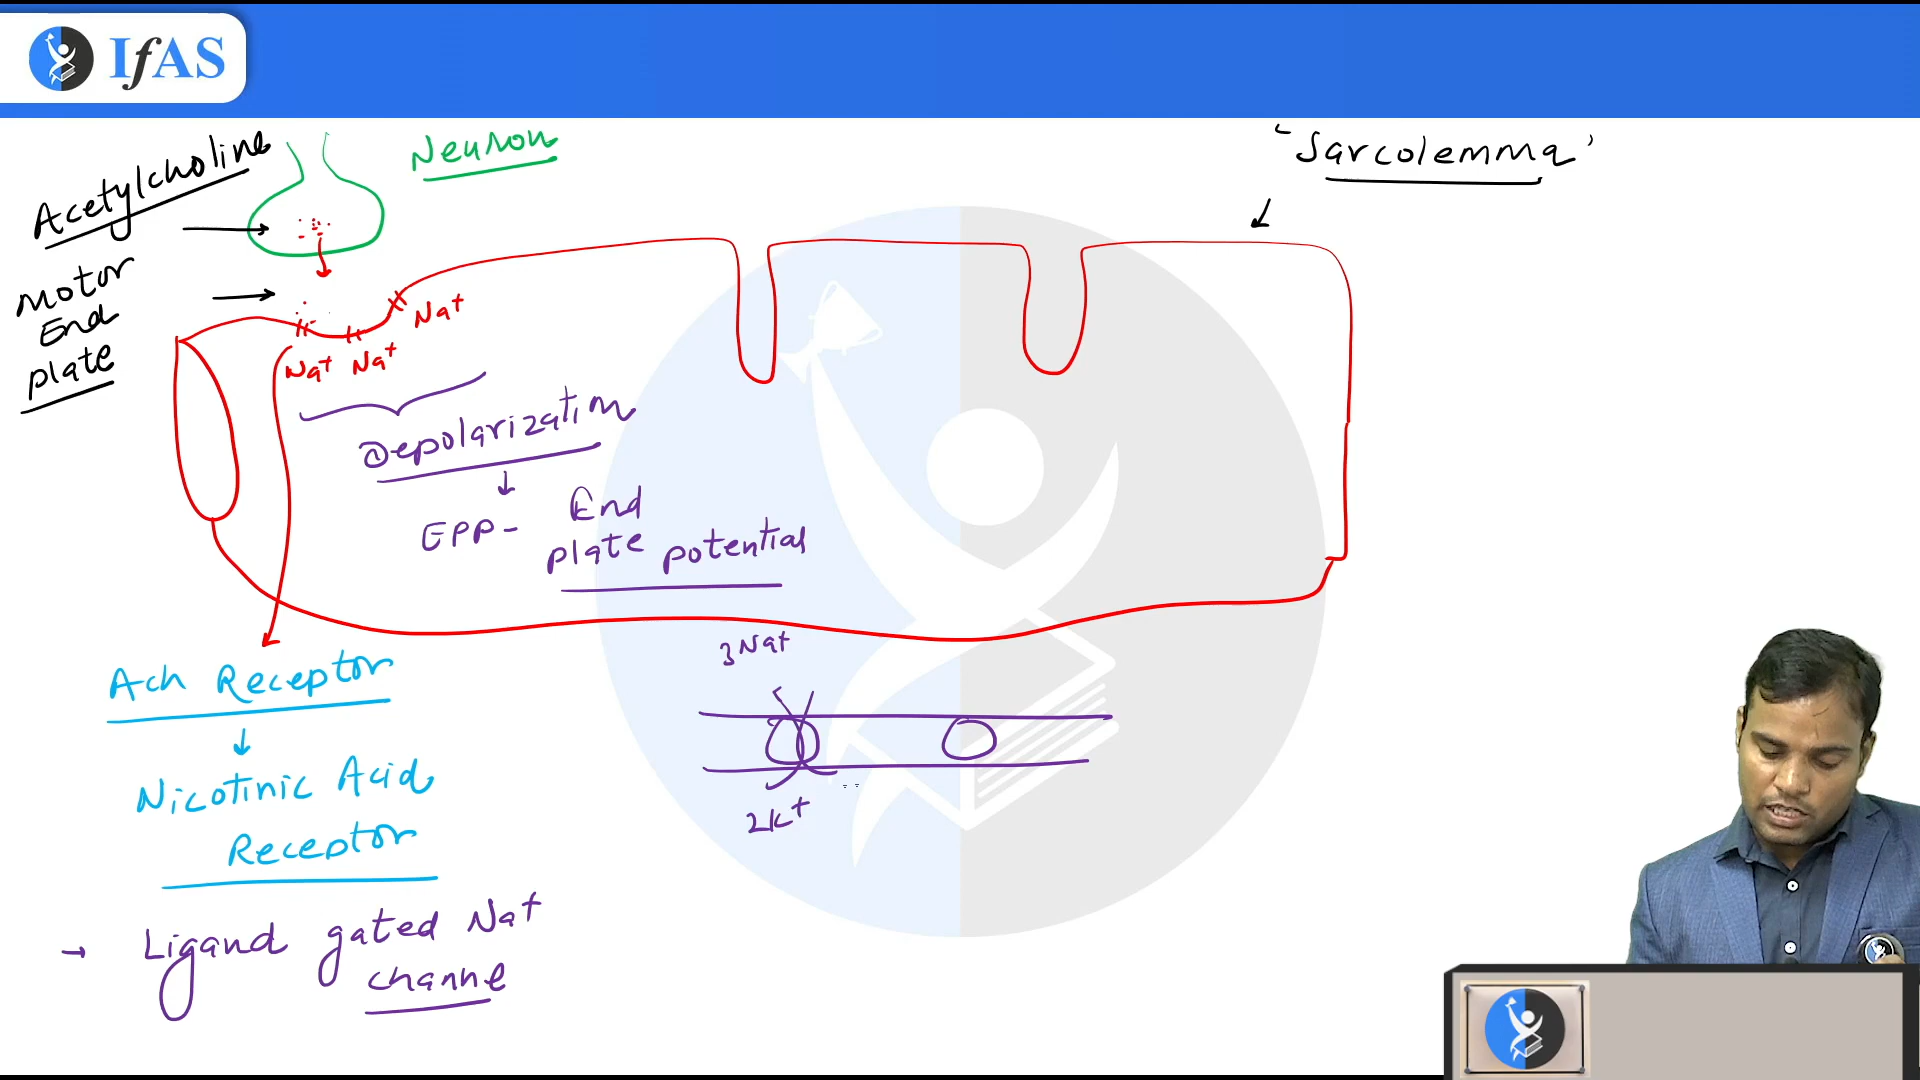 IfAS
Acetylcholine
Neuron
'Sarcolemma'
Motor
End
plate
Na+
Na+ Na+
Depolarization
EPP- End
plate potential
3Na+
2K+
Ach Receptor
Nicotinic Acid
Receptor
→ Ligand gated Na+
channe